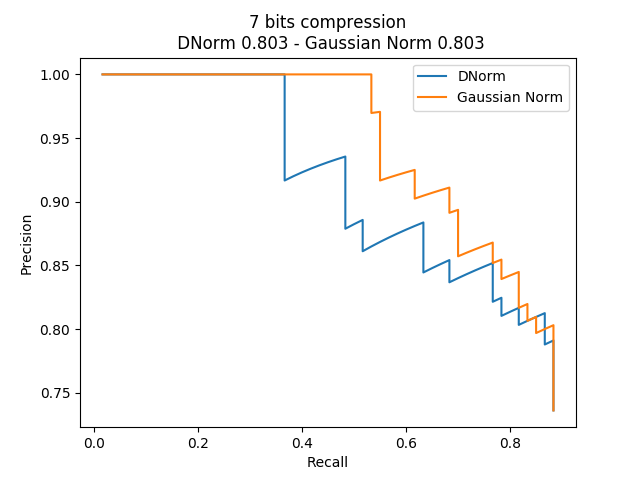 7 bits compression
DNorm 0.803 - Gaussian Norm 0.803
DNorm
Gaussian Norm
1.00
0.95
0.90
0.85
0.80
0.75
Precision
0.0
0.2
0.4
0.6
0.8
Recall